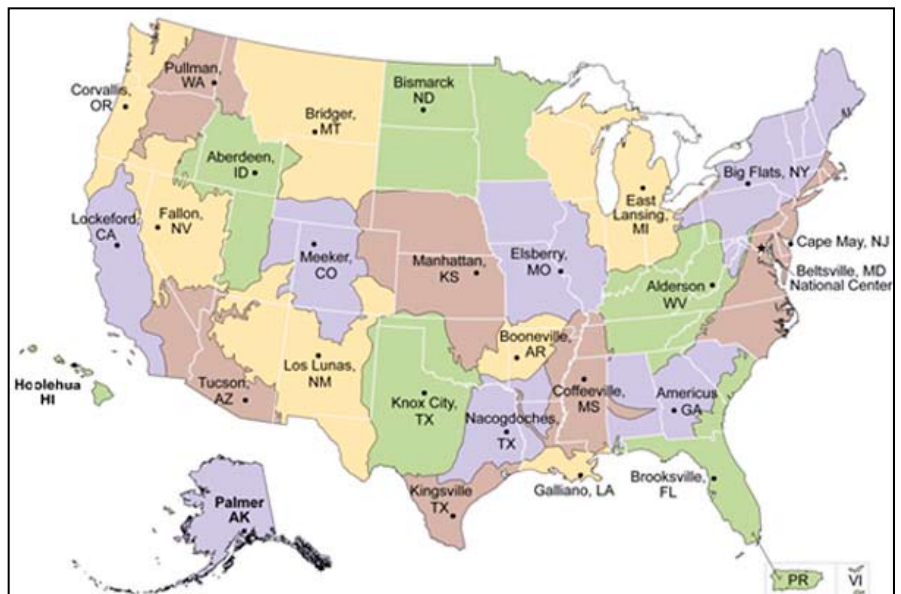 Pullman,
WA
Corvallis,
OR
Bismarck
ND
Bridger,
MT
Aberdeen,
ID
Big Flats, NY
East
Lansing,
MI
Lockeford,
CA
Fallon,
NV
Meeker,
CO
Manhattan,
KS
Elsberry,
MO
Cape May, NJ
Beltsville, MD
National Center
Alderson
WV
Booneville,
AR
Los Lunas,
NM
Hoolehua
HI
Tucson,
AZ
Knox City,
TX
Coffeeville,
MS
Americus
GA
Nacogdoches,
TX
Kingsville
TX
Galliano, LA
Brooksville,
FL
Palmer
AK
PR
VI